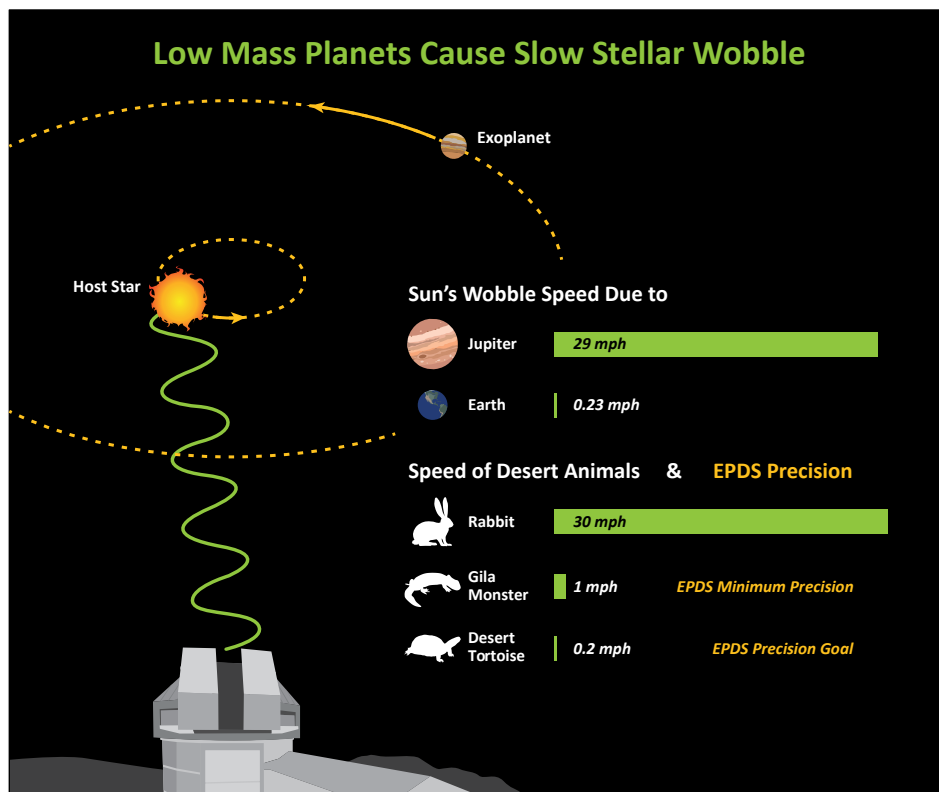 Low Mass Planets Cause Slow Stellar Wobble
Exoplanet
Host Star
Sun's Wobble Speed Due to
Jupiter 29 mph
Earth 0.23 mph
Speed of Desert Animals & EPDS Precision
Rabbit 30 mph
Gila
Monster
1 mph EPDS Minimum Precision
Desert
Tortoise
0.2 mph EPDS Precision Goal